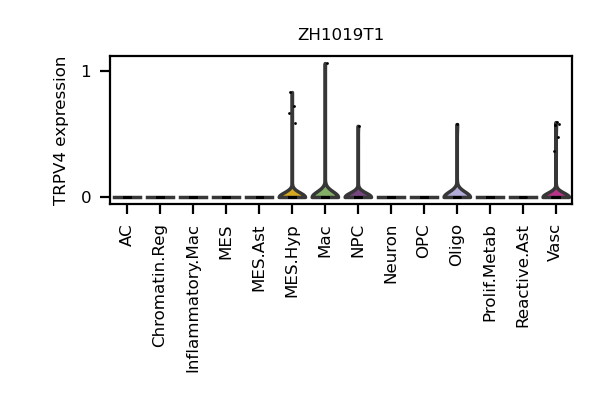 ZH1019T1
TRPV4 expression
1
0
AC
Chromatin.Reg
Inflammatory.Mac
MES
MES.Ast
MES.Hyp
Mac
NPC
Neuron
OPC
Oligo
Prolif.Metab
Reactive.Ast
Vasc